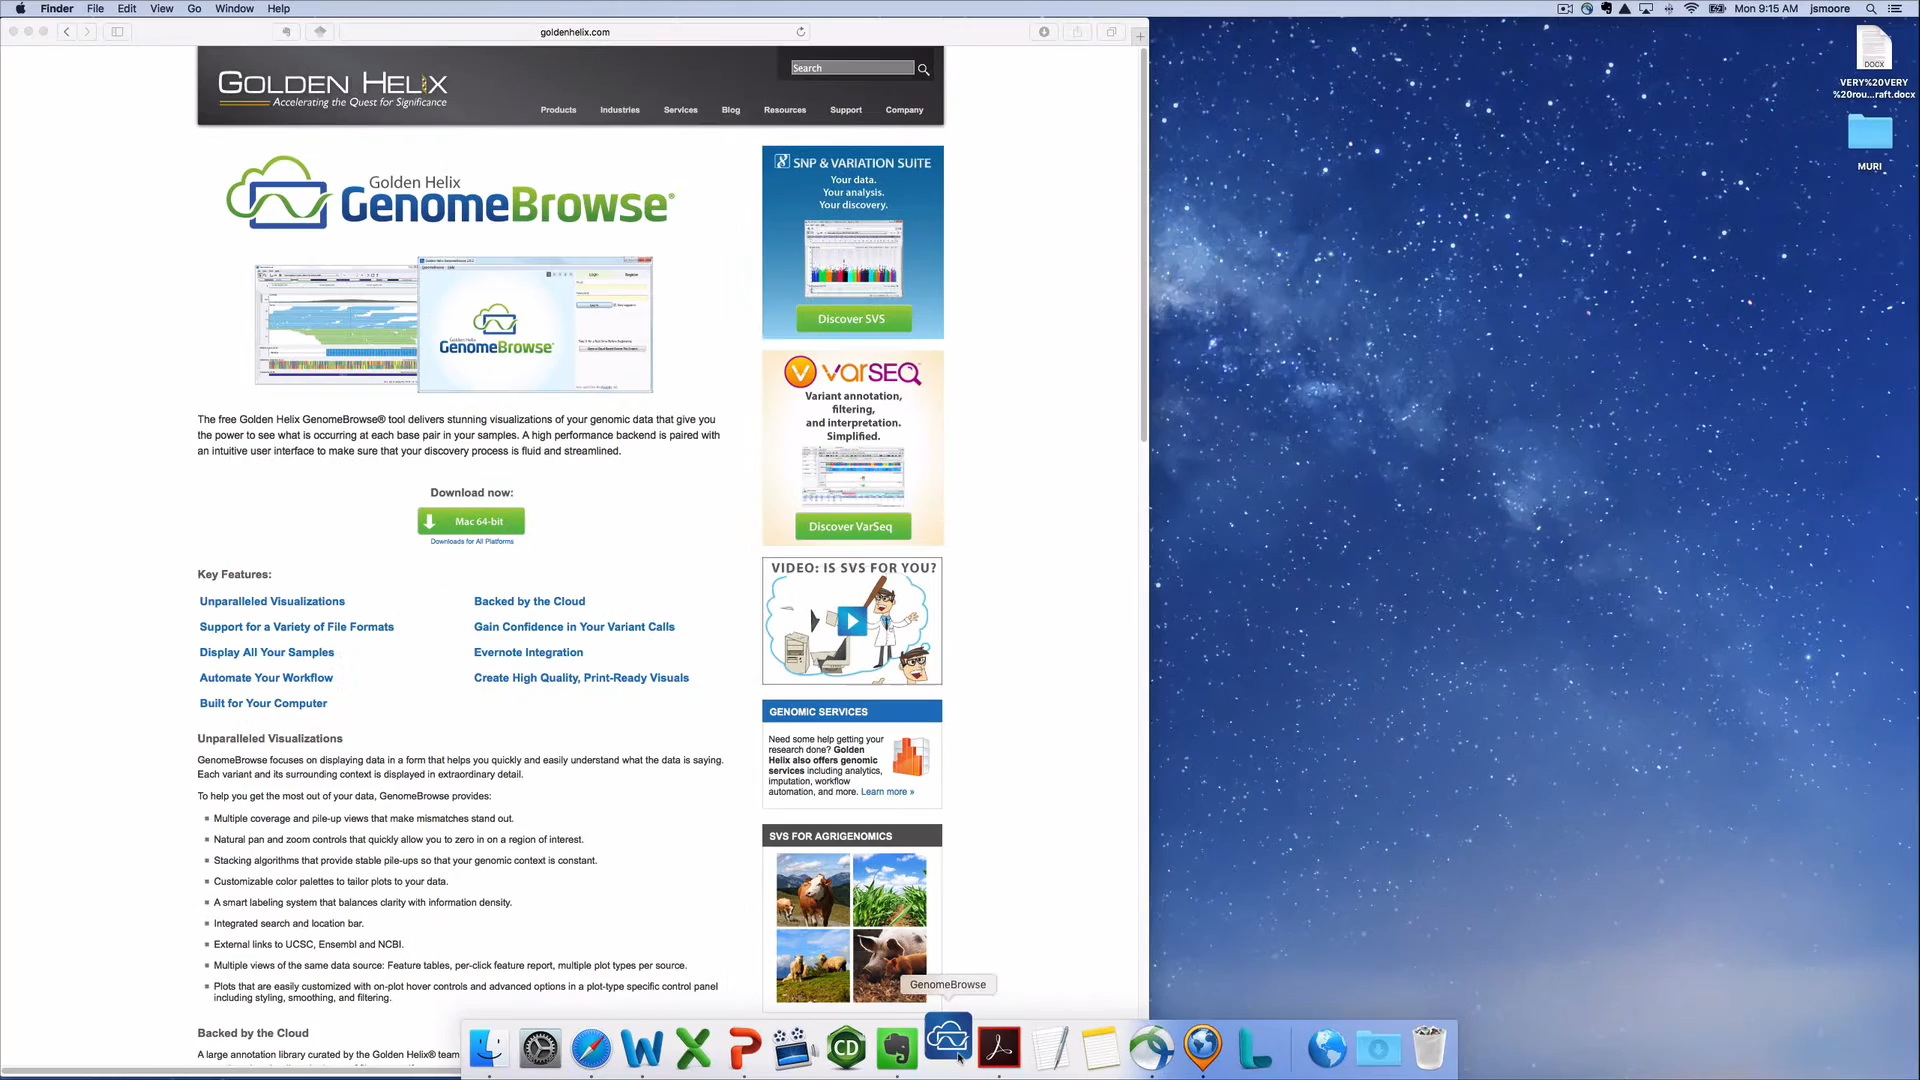 Finder File Edit View Go Window Help
Mon 9:15 AM jsmoore
goldenhelix.com
DOCX
VERY%20VERY
%20rou...raft.docx
MURI
GOLDEN HELIX
Accelerating the Quest for Significance
Search
Products Industries Services Blog Resources Support Company
Golden Helix
GenomeBrowse®
GenomeBrowse
The free Golden Helix GenomeBrowse® tool delivers stunning visualizations of your genomic data that give you
the power to see what is occurring at each base pair in your samples. A high performance backend is paired with
an intuitive user interface to make sure that your discovery process is fluid and streamlined.
Download now:
Mac 64-bit
Downloads for All Platforms
Key Features:
Unparalleled Visualizations
Backed by the Cloud
Support for a Variety of File Formats
Gain Confidence in Your Variant Calls
Display All Your Samples
Evernote Integration
Automate Your Workflow
Create High Quality, Print-Ready Visuals
Built for Your Computer
Unparalleled Visualizations
GenomeBrowse focuses on displaying data in a form that helps you quickly and easily understand what the data is saying.
Each variant and its surrounding context is displayed in extraordinary detail.
To help you get the most out of your data, GenomeBrowse provides:
Multiple coverage and pile-up views that make mismatches stand out.
Natural pan and zoom controls that quickly allow you to zero in on a region of interest.
Stacking algorithms that provide stable pile-ups so that your genomic context is constant.
Customizable color palettes to tailor plots to your data.
A smart labeling system that balances clarity with information density.
Integrated search and location bar.
External links to UCSC, Ensembl and NCBI.
Multiple views of the same data source: Feature tables, per-click feature report, multiple plot types per source.
Plots that are easily customized with on-plot hover controls and advanced options in a plot-type specific control panel
including styling, smoothing, and filtering.
Backed by the Cloud
A large annotation library curated by the Golden Helix® team
SNP & VARIATION SUITE
Your data.
Your analysis.
Your discovery.
Discover SVS
VarSEQ
Variant annotation,
filtering,
and interpretation.
Simplified.
Discover VarSeq
VIDEO: IS SVS FOR YOU?
GENOMIC SERVICES
Need some help getting your
research done? Golden
Helix also offers genomic
services including analytics,
imputation, workflow
automation, and more. Learn more »
SVS FOR AGRIGENOMICS
GenomeBrowse
CD